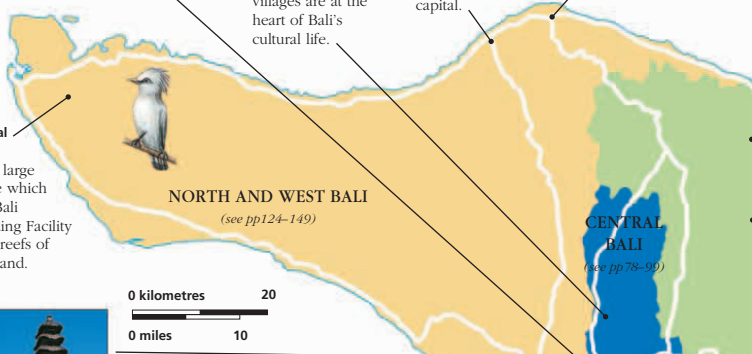 villages are at the
heart of Bali's
cultural life.
capital.
al
large
which
Bali
ing Facility
reefs of
and.
NORTH AND WEST BALI
(see pp124–149)
CENTRAL
BALI
(see pp78–99)
0 kilometres 20
0 miles 10